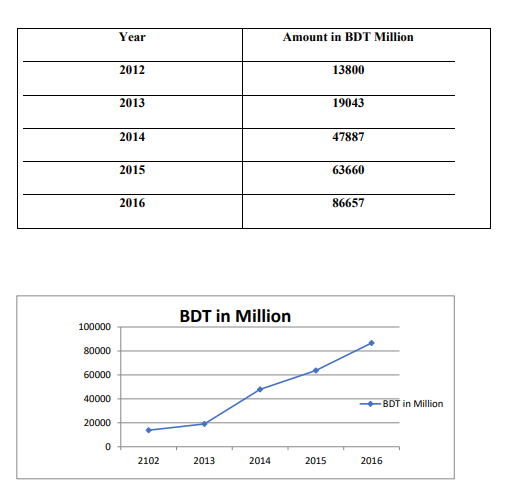 Year Amount in BDT Million
2012 13800
2013 19043
2014 47887
2015 63660
2016 86657
BDT in Million
100000
80000
60000
40000
20000
0
BDT in Million
2102 2013 2014 2015 2016